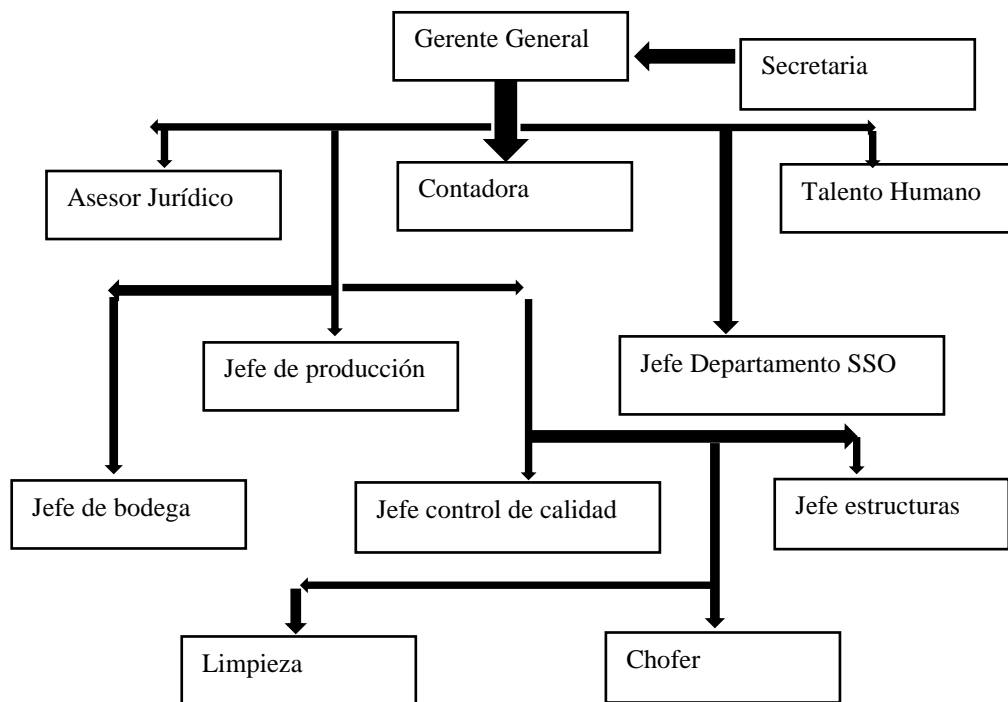 Gerente General
Secretaria
Asesor Jurídico
Contadora
Talento Humano
Jefe de producción
Jefe Departamento SSO
Jefe de bodega
Jefe control de calidad
Jefe estructuras
Limpieza
Chofer